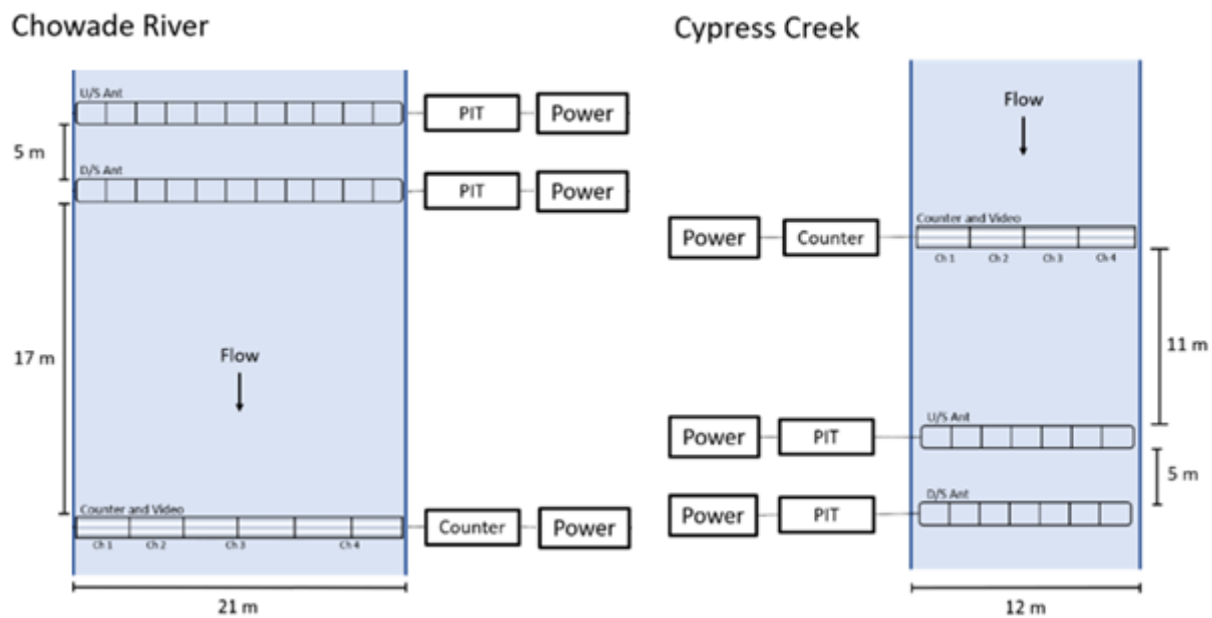 Chowade River
U/S Ant
PIT
Power
5 m
D/S Ant
PIT
Power
17 m
Flow
Counter and Video
Ch 1
Ch 2
Ch 3
Ch 4
Counter
Power
21 m
Cypress Creek
Flow
Counter and Video
Power
Counter
Ch 1
Ch 2
Ch 3
Ch 4
11 m
U/S Ant
Power
PIT
5 m
D/S Ant
Power
PIT
12 m